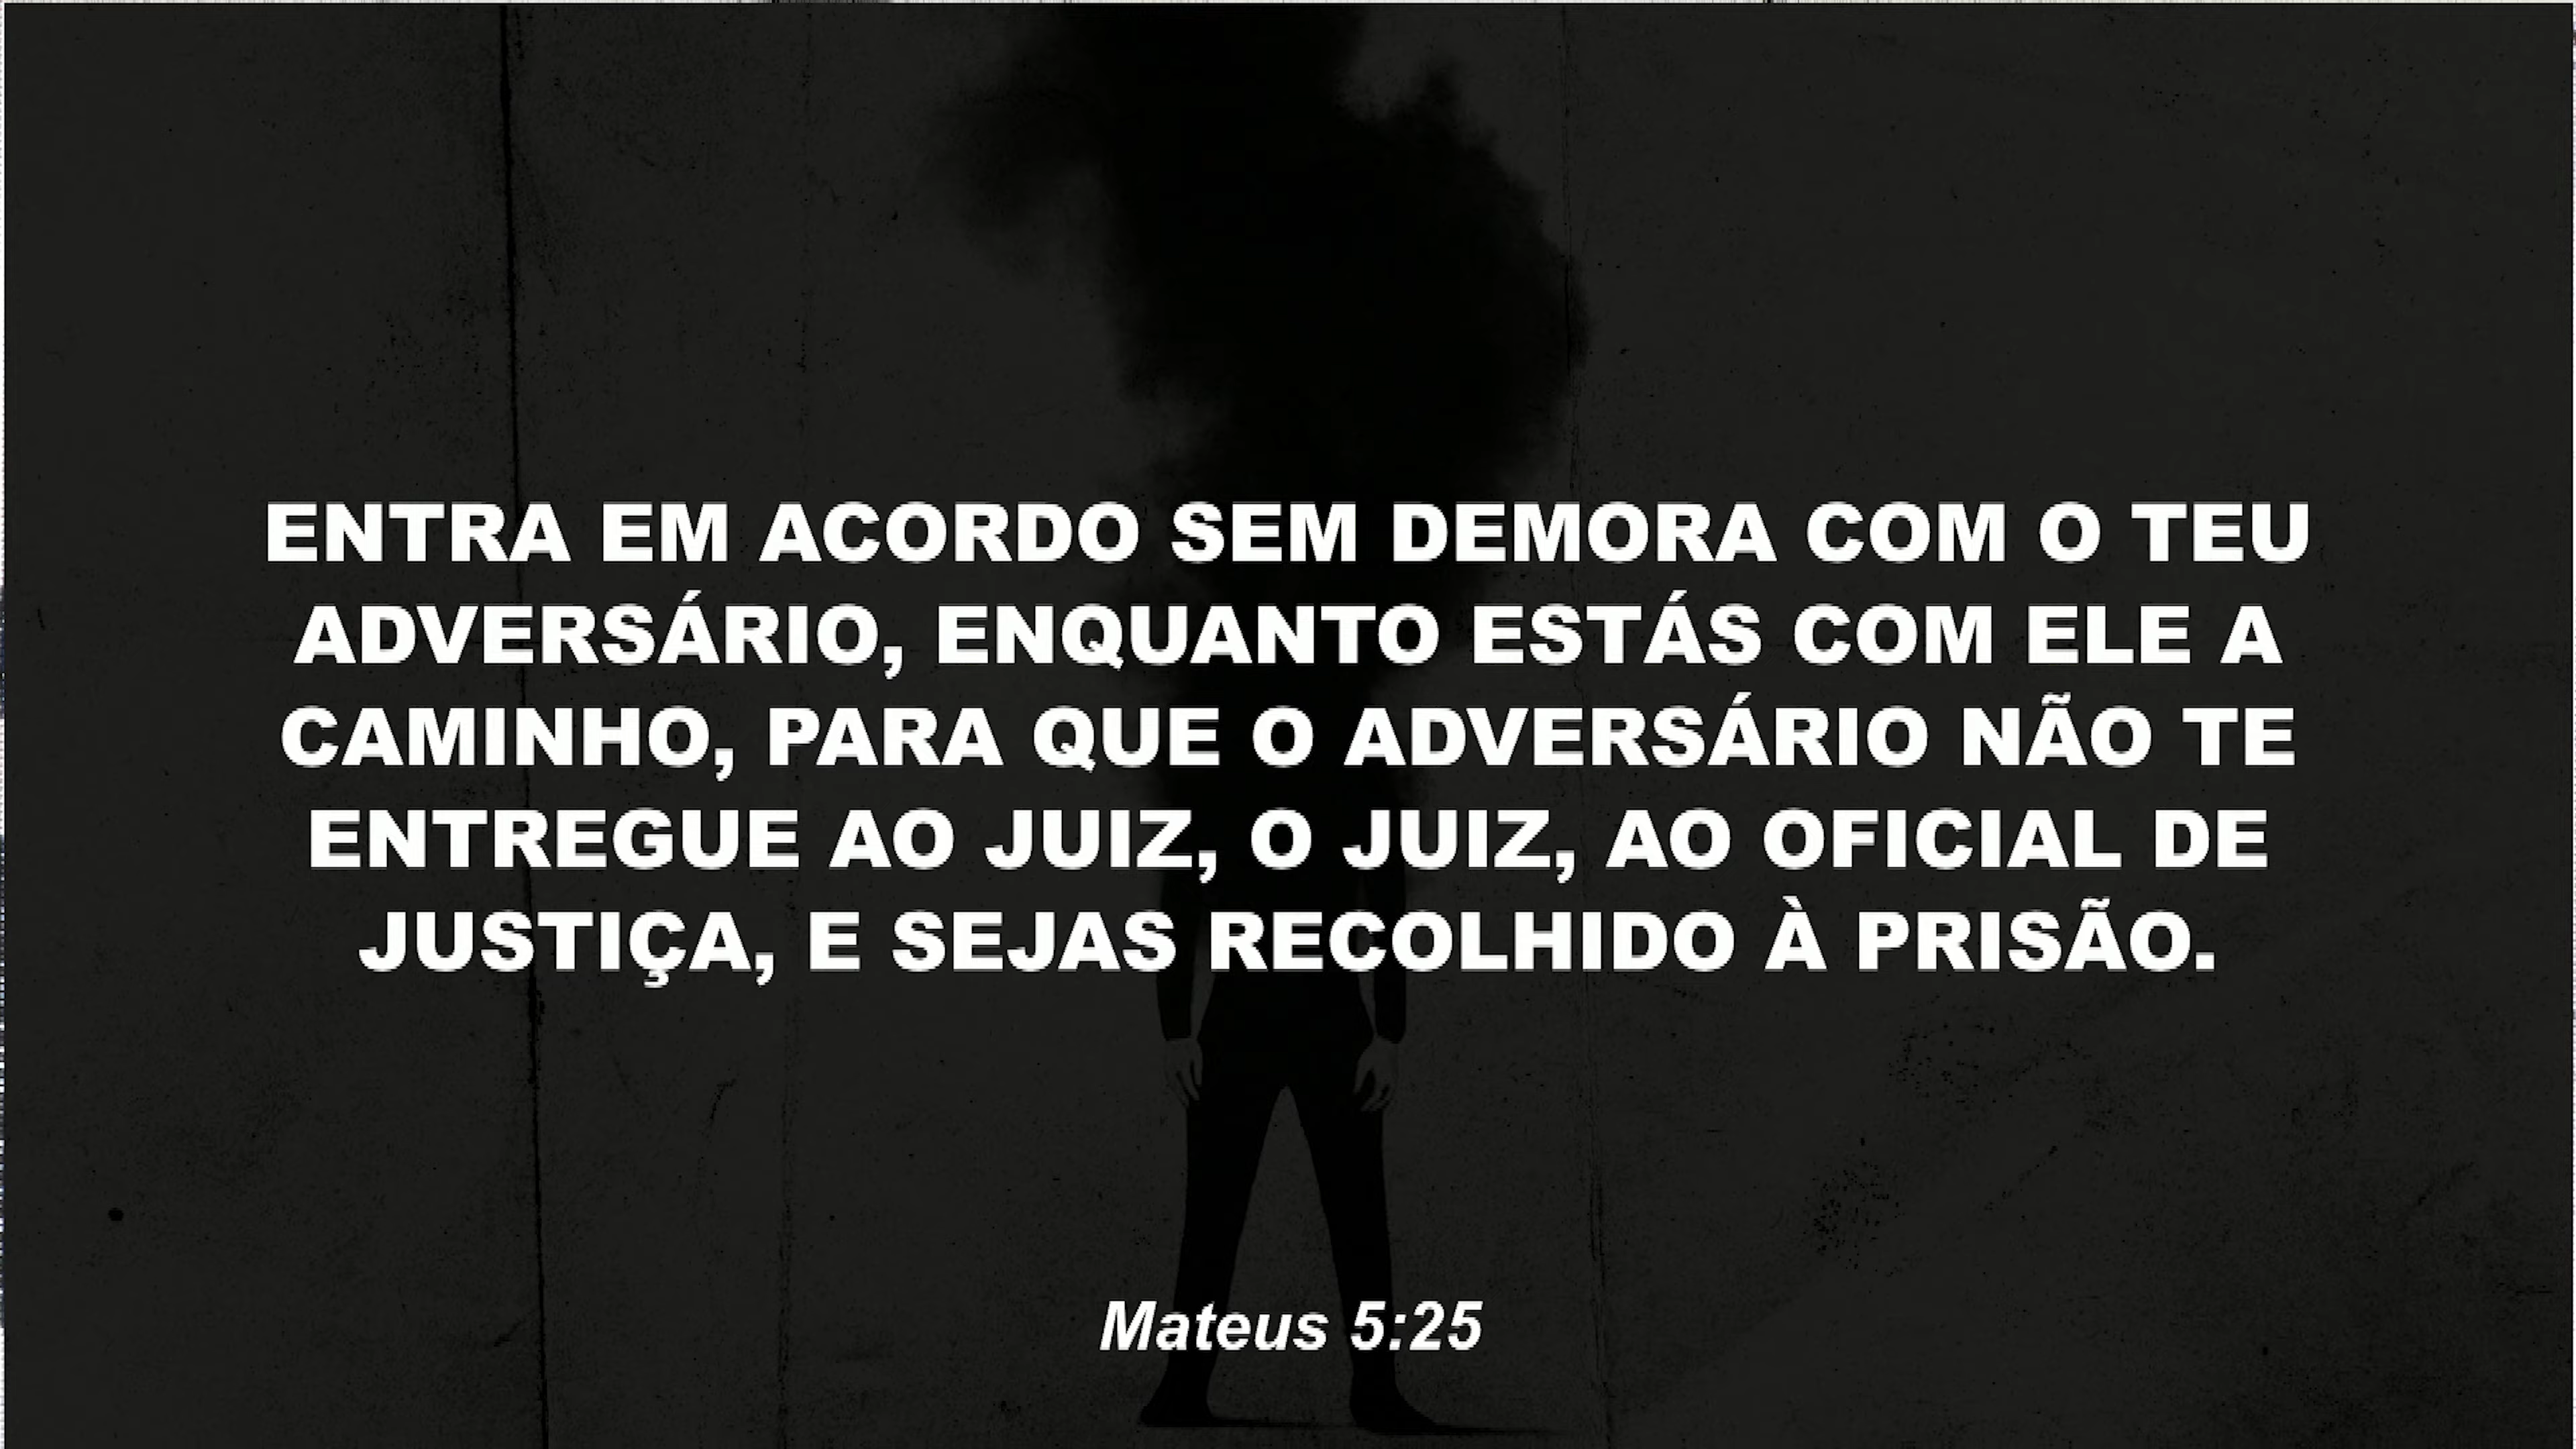 ENTRA EM ACORDO SEM DEMORA COM O TEU
ADVERSÁRIO, ENQUANTO ESTÁS COM ELE A
CAMINHO, PARA QUE O ADVERSÁRIO NÃO TE
ENTREGUE AO JUIZ, O JUIZ, AO OFICIAL DE
JUSTIÇA, E SEJAS RECOLHIDO À PRISÃO.
Mateus 5:25